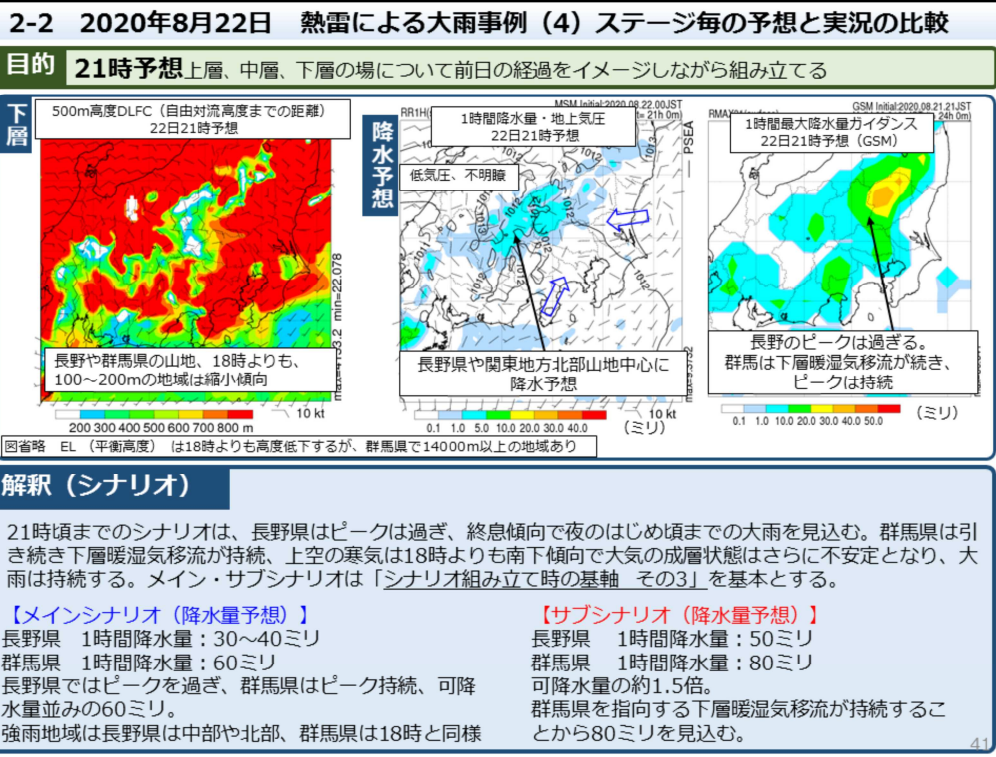 2-2　2020年8月22日　熱雷による大雨事例（4）ステージ毎の予想と実況の比較
目的
21時予想上層、中層、下層の場について前日の経過をイメージしながら組み立てる
下層
500m高度DLFC（自由対流高度までの距離）
22日21時予想
min=22.078
長野や群馬県の山地、18時よりも、
100～200mの地域は縮小傾向
200 300 400 500 600 700 800 m
10 kt
図省略　EL （平衡高度） は18時よりも高度低下するが、群馬県で14000m以上の地域あり
降水予想
MSM Initial:2020.08.22.00JST
1時間降水量・地上気圧
22日21時予想
PSEA
低気圧、不明瞭
長野県や関東地方北部山地中心に
降水予想
0.1 1.0 5.0 10.0 20.0 30.0 40.0
10 kt
（ミリ）
GSM Initial:2020.08.21.21JST
1時間最大降水量ガイダンス
22日21時予想（GSM）
長野のピークは過ぎる。
群馬は下層暖湿気移流が続き、
ピークは持続
0.1 1.0 10.0 20.0 30.0 40.0 50.0
（ミリ）
解釈（シナリオ）
21時頃までのシナリオは、長野県はピークは過ぎ、終息傾向で夜のはじめ頃までの大雨を見込む。群馬県は引
き続き下層暖湿気移流が持続、上空の寒気は18時よりも南下傾向で大気の成層状態はさらに不安定となり、大
雨は持続する。メイン・サブシナリオは「シナリオ組み立て時の基軸　その3」を基本とする。
【メインシナリオ（降水量予想）】
長野県　1時間降水量：30～40ミリ
群馬県　1時間降水量：60ミリ
長野県ではピークを過ぎ、群馬県はピーク持続、可降
水量並みの60ミリ。
強雨地域は長野県は中部や北部、群馬県は18時と同様
【サブシナリオ（降水量予想）】
長野県　1時間降水量：50ミリ
群馬県　1時間降水量：80ミリ
可降水量の約1.5倍。
群馬県を指向する下層暖湿気移流が持続するこ
とから80ミリを見込む。
41